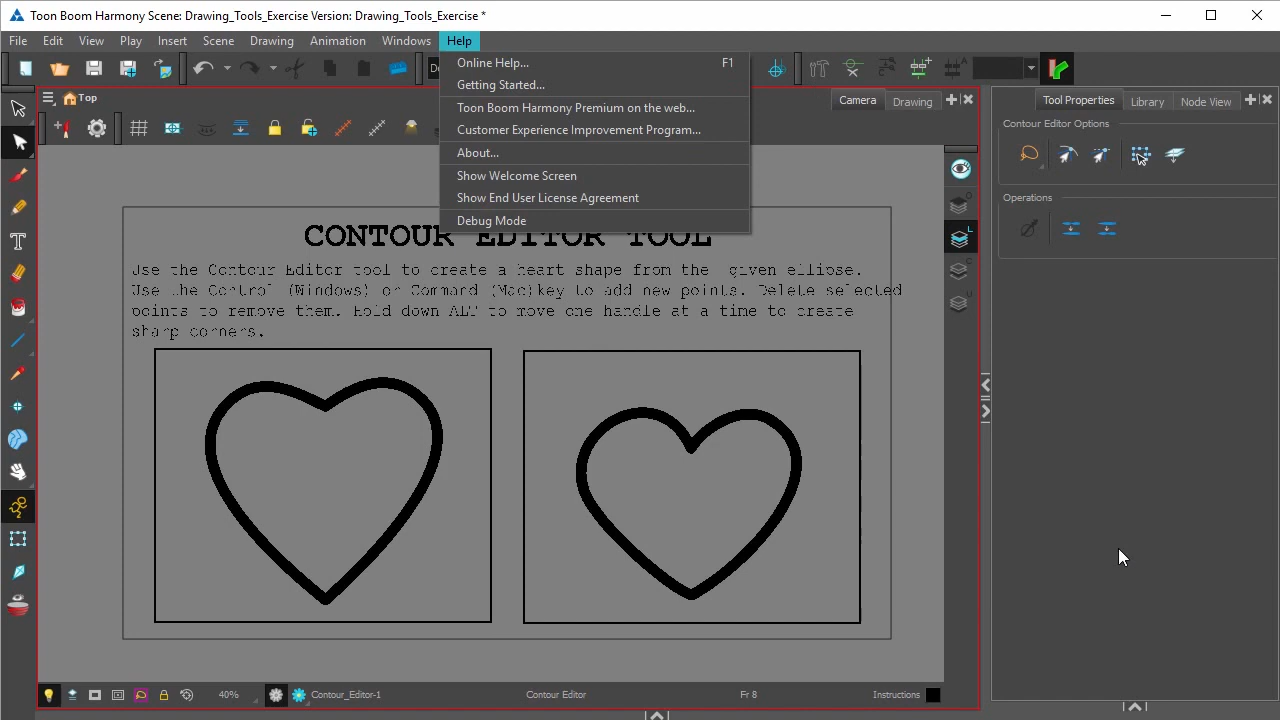 Toon Boom Harmony Scene: Drawing_Tools_Exercise Version: Drawing_Tools_Exercise *
File Edit View Play Insert Scene Drawing Animation Windows Help
Online Help... F1
Getting Started...
Toon Boom Harmony Premium on the web...
Customer Experience Improvement Program...
About...
Show Welcome Screen
Show End User License Agreement
Debug Mode
Top
Camera Drawing
Tool Properties Library Node View
Contour Editor Options
Operations
CONTOUR EDITOR TOOL
Use the Contour Editor tool to create a heart shape from the given ellipse.
Use the Control (Windows) or Command (Mac)key to add new points. Delete selected
points to remove them. Hold down ALT to move one handle at a time to create
sharp corners.
40% Contour_Editor-1 Contour Editor Fr 8 Instructions